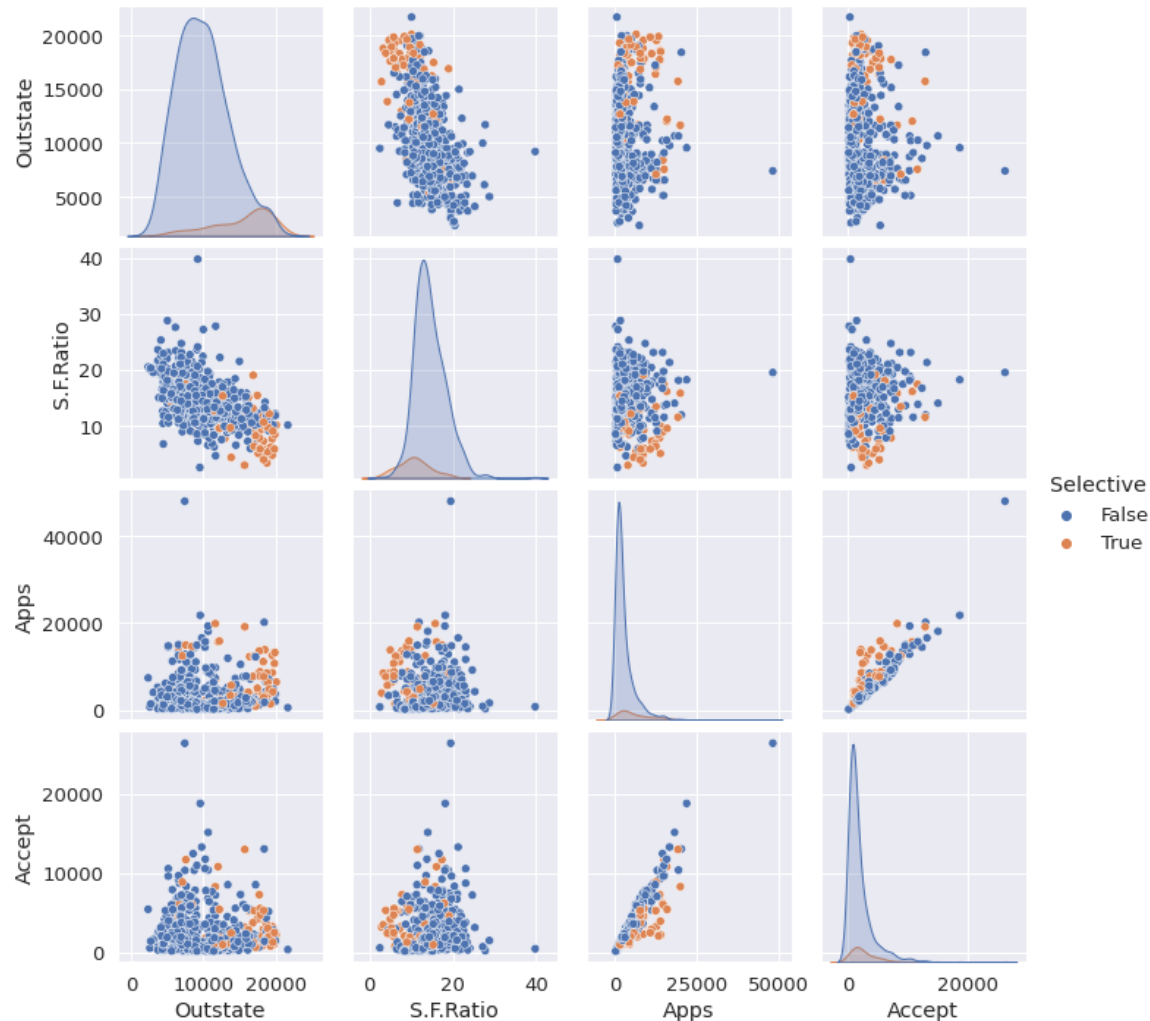 20000
15000
10000
5000
Outstate
40
30
20
10
S.F.Ratio
40000
20000
0
Apps
20000
10000
0
Accept
0 10000 20000
Outstate
0 20 40
S.F.Ratio
0 25000 50000
Apps
0 20000
Accept
Selective
False
True